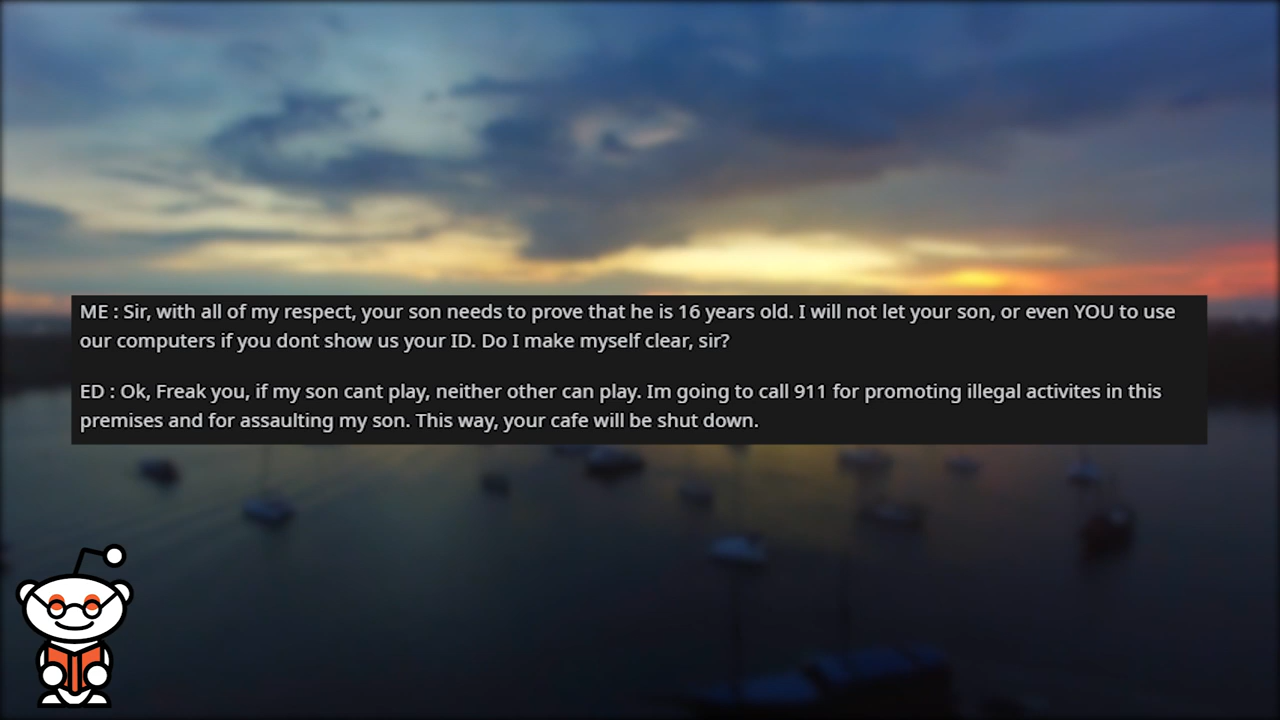 ME : Sir, with all of my respect, your son needs to prove that he is 16 years old. I will not let your son, or even YOU to use
our computers if you dont show us your ID. Do I make myself clear, sir?
ED : Ok, Freak you, if my son cant play, neither other can play. Im going to call 911 for promoting illegal activites in this
premises and for assaulting my son. This way, your cafe will be shut down.